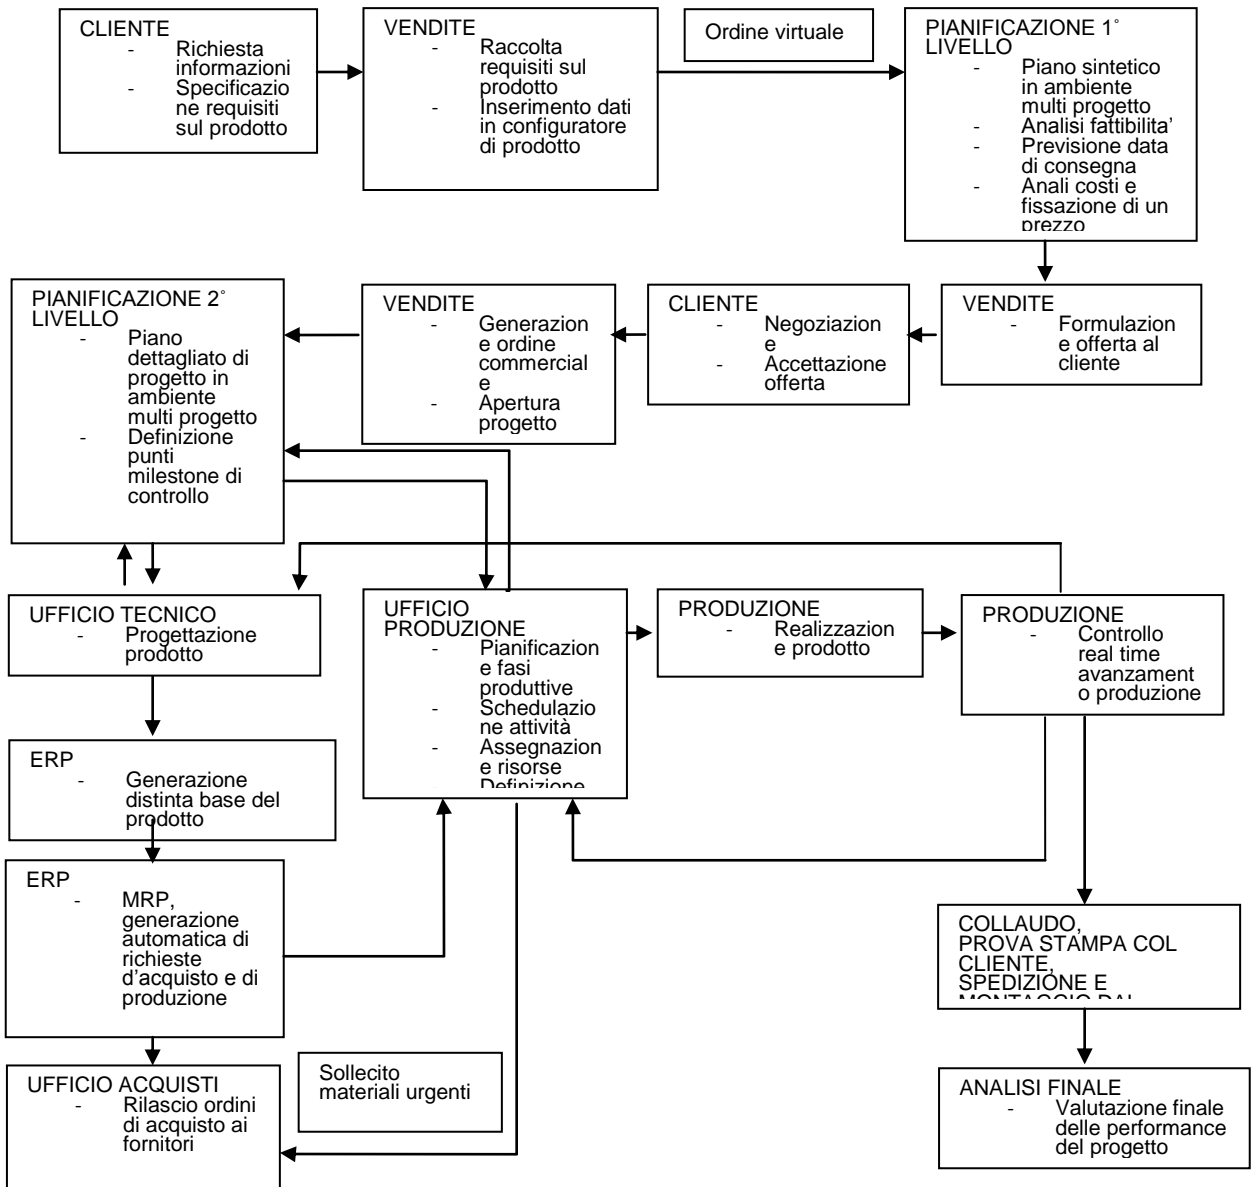 CLIENTE
- Richiesta
informazioni
- Specificazio
ne requisiti
sul prodotto
VENDITE
- Raccolta
requisiti sul
prodotto
- Inserimento dati
in configuratore
di prodotto
Ordine virtuale
PIANIFICAZIONE 1°
LIVELLO
- Piano sintetico
in ambiente
multi progetto
- Analisi fattibilita'
- Previsione data
di consegna
- Anali costi e
fissazione di un
prezzo
PIANIFICAZIONE 2°
LIVELLO
- Piano
dettagliato di
progetto in
ambiente
multi progetto
- Definizione
punti
milestone di
controllo
VENDITE
- Generazion
e ordine
commercial
e
- Apertura
progetto
CLIENTE
- Negoziazion
e
- Accettazione
offerta
VENDITE
- Formulazion
e offerta al
cliente
UFFICIO TECNICO
- Progettazione
prodotto
UFFICIO
PRODUZIONE
- Pianificazion
e fasi
produttive
- Schedulazio
ne attività
- Assegnazion
e risorse
- Definizione
PRODUZIONE
- Realizzazion
e prodotto
PRODUZIONE
- Controllo
real time
avanzament
o produzione
ERP
- Generazione
distinta base del
prodotto
ERP
- MRP,
generazione
automatica di
richieste
d'acquisto e di
produzione
COLLAUDO,
PROVA STAMPA COL
CLIENTE,
SPEDIZIONE E
MONTAGGIO DAL
UFFICIO ACQUISTI
- Rilascio ordini
di acquisto ai
fornitori
Sollecito
materiali urgenti
ANALISI FINALE
- Valutazione finale
delle performance
del progetto